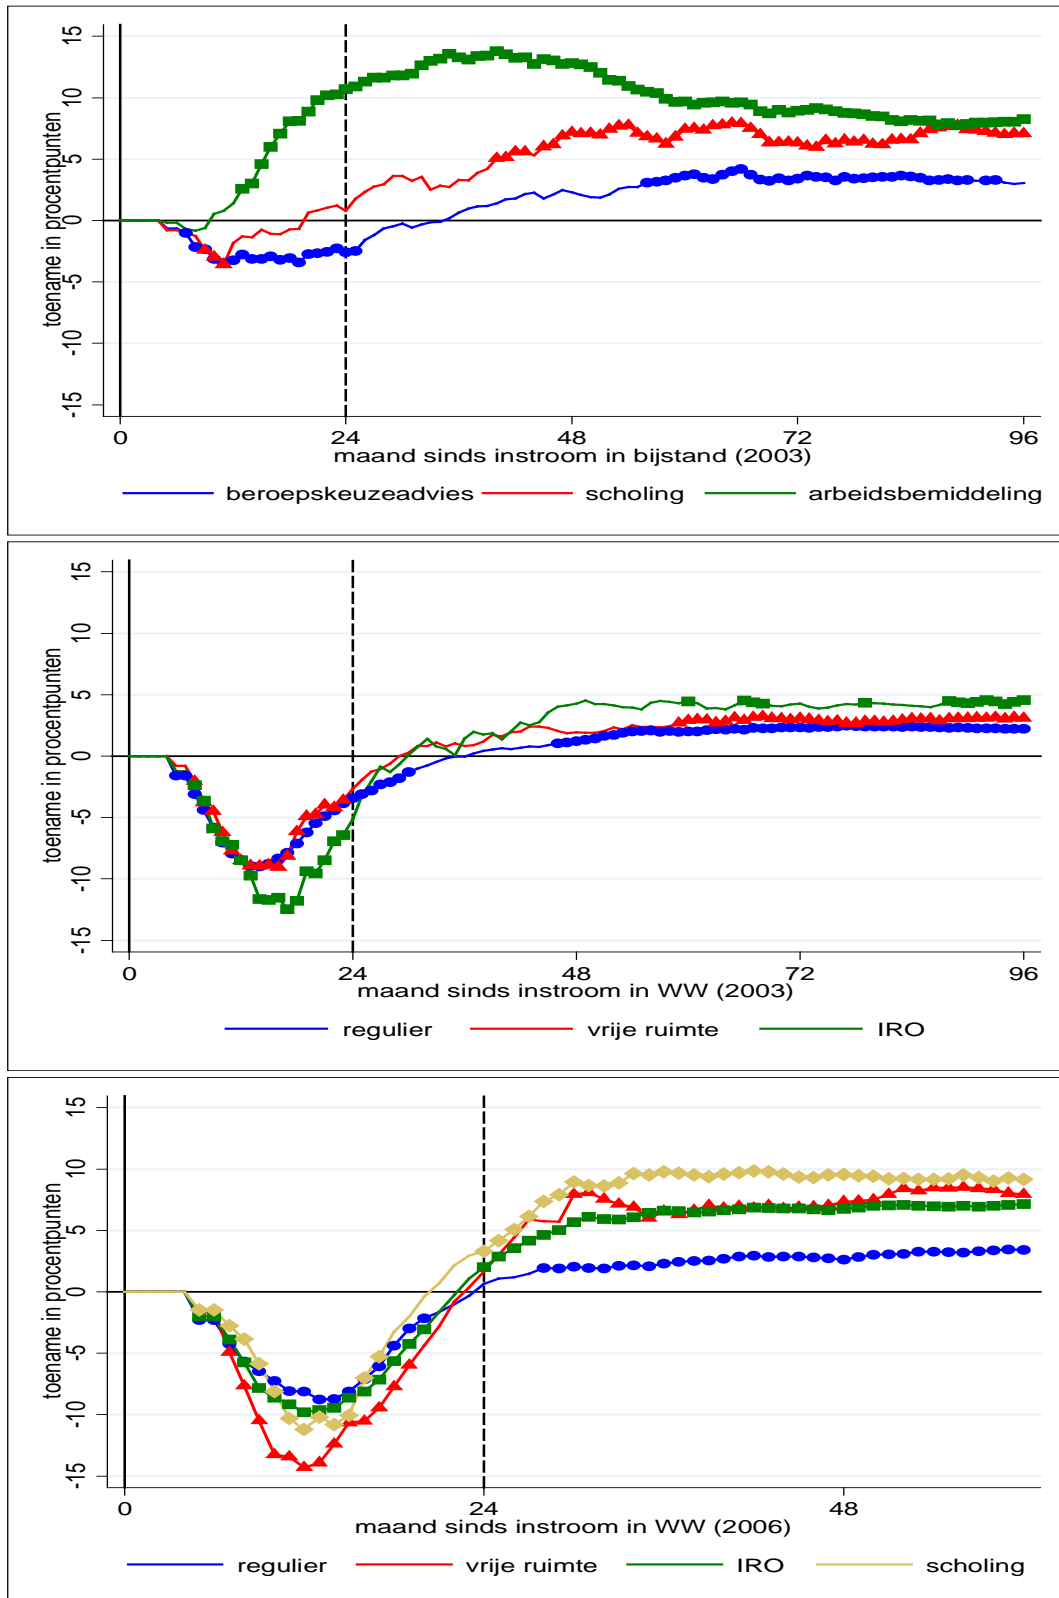 15
10
5
0
-5
-10
-15
toename in procentpunten
0 24 48 72 96
maand sinds instroom in bijstand (2003)
beroepskeuzeadvies scholing arbeidsbemiddeling
15
10
5
0
-5
-10
-15
toename in procentpunten
0 24 48 72 96
maand sinds instroom in WW (2003)
regulier vrije ruimte IRO
15
10
5
0
-5
-10
-15
toename in procentpunten
0 24 48
maand sinds instroom in WW (2006)
regulier vrije ruimte IRO scholing